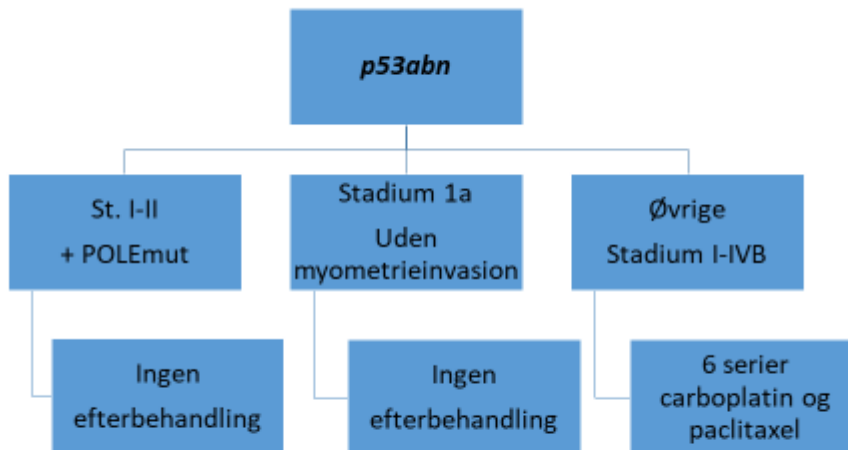 p53abn
St. I-II
+ POLEmut
Stadium 1a
Uden
myometrieinvasion
Øvrige
Stadium I-IVB
Ingen
efterbehandling
Ingen
efterbehandling
6 serier
carboplatin og
paclitaxel